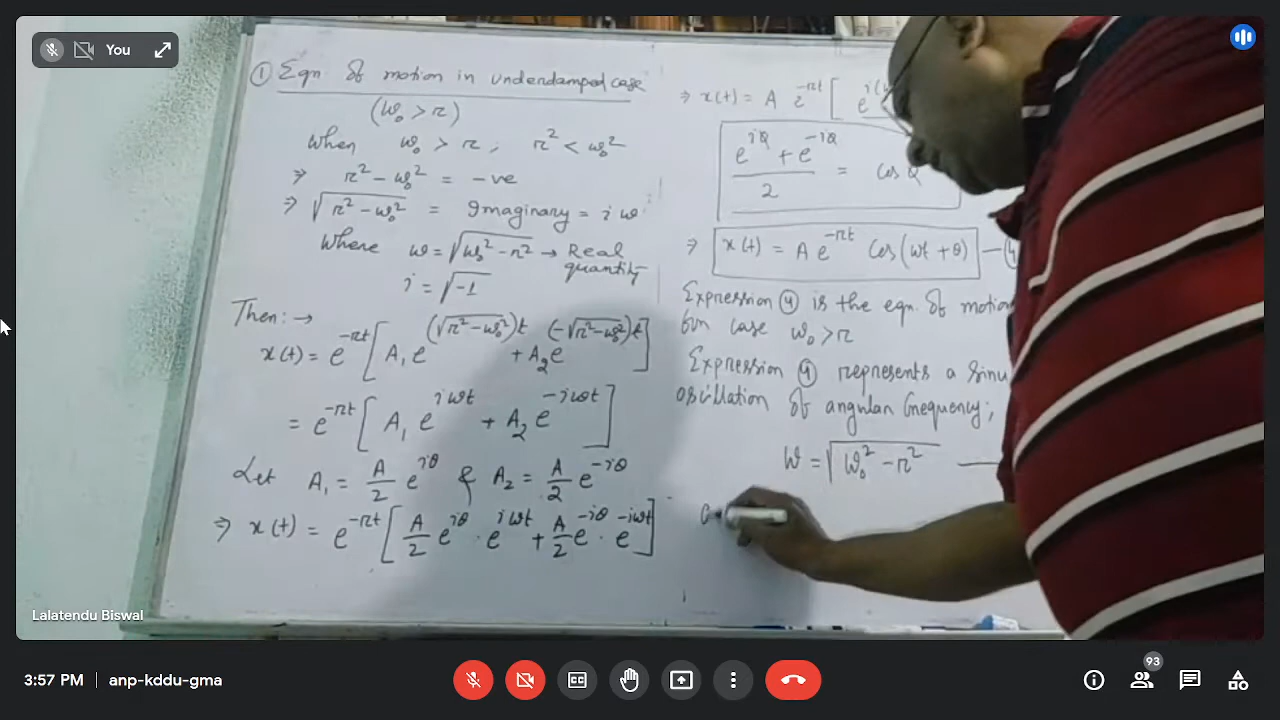 You
① Eqn. of motion in underdamped case
(ω₀ > r)
When ω₀ > r, r² < ω₀²
⇒ r² - ω₀² = -ve
⇒ √(r² - ω₀²) = Imaginary = i ω
Where ω = √(ω₀² - r²) → Real quantity
i = √-1
Then: →
x(t) = e^{-rt} [ A₁ e^{(√(r²-ω₀²))t} + A₂ e^{(-√(r²-ω₀²))t} ]
= e^{-rt} [ A₁ e^{iωt} + A₂ e^{-iωt} ]
Let A₁ = A/2 e^{iθ} & A₂ = A/2 e^{-iθ}
⇒ x(t) = e^{-rt} [ A/2 e^{iθ} · e^{iωt} + A/2 e^{-iθ} · e^{-iωt} ]
⇒ x(t) = A e^{-rt} [ e^{i(
(e^{iθ} + e^{-iθ})/2 = cos θ
⇒ x(t) = A e^{-rt} Cos(ωt + θ) — ④
Expression ④ is the eqn. of motion
for case ω₀ > r
Expression ④ represents a Sinu
oscillation of angular frequency;
ω = √(ω₀² - r²) —
Lalatendu Biswal
3:57 PM | anp-kddu-gma
CC
93